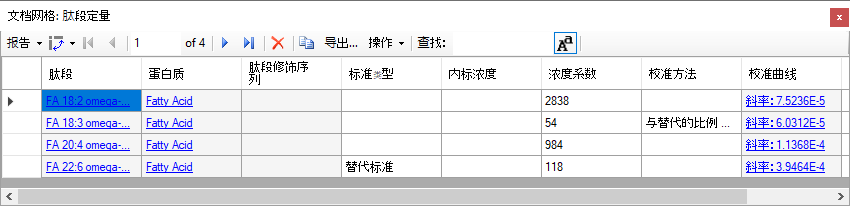 文档网格: 肽段定量
报告 1 of 4 导出... 操作 查找: Aa
肽段 蛋白质 肽段修饰序列 标准类型 内标浓度 浓度系数 校准方法 校准曲线
FA 18:2 omega-... Fatty Acid 2838 斜率: 7.5236E-5
FA 18:3 omega-... Fatty Acid 54 与替代的比例 ... 斜率: 6.0312E-5
FA 20:4 omega-... Fatty Acid 984 斜率: 1.1368E-4
FA 22:6 omega-... Fatty Acid 替代标准 118 斜率: 3.9464E-4